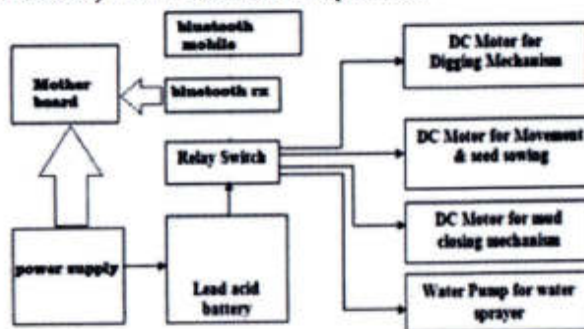 bluetooth
mobile
Mother
board
bluetooth rx
DC Motor for
Digging Mechanism
Relay Switch
DC Motor for Movement
& seed sowing
DC Motor for mud
closing mechanism
power supply
Lead acid
battery
Water Pump for water
sprayer